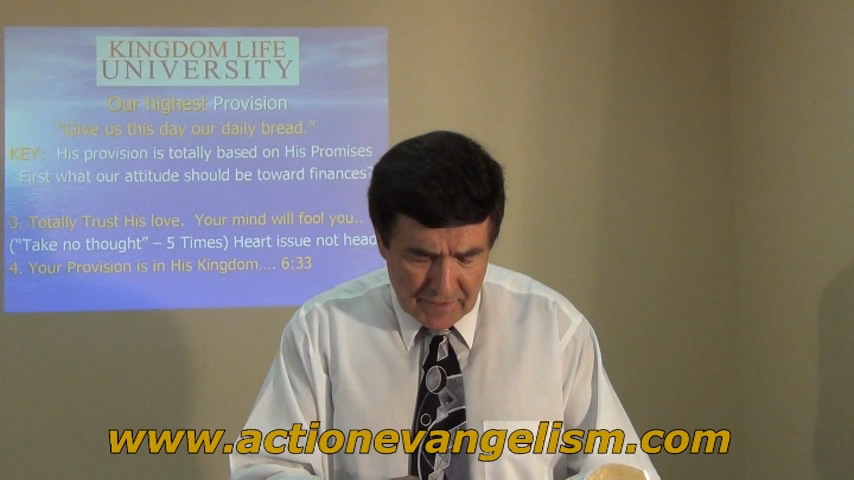 KINGDOM LIFE
UNIVERSITY
Our highest Provision
"Give us this day our daily bread."
KEY: His provision is totally based on His Promises
First what our attitude should be toward finances?
3. Totally Trust His love. Your mind will fool you..
("Take no thought" – 5 Times) Heart issue not head
4. Your Provision is in His Kingdom.... 6:33
www.actionevangelism.com